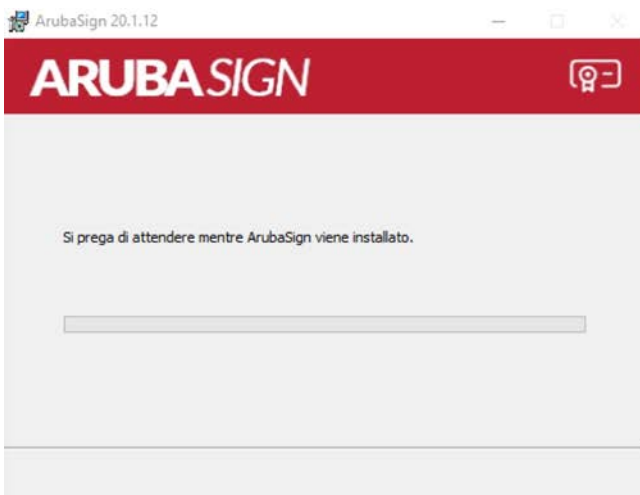 ArubaSign 20.1.12
ARUBASIGN
Si prega di attendere mentre ArubaSign viene installato.